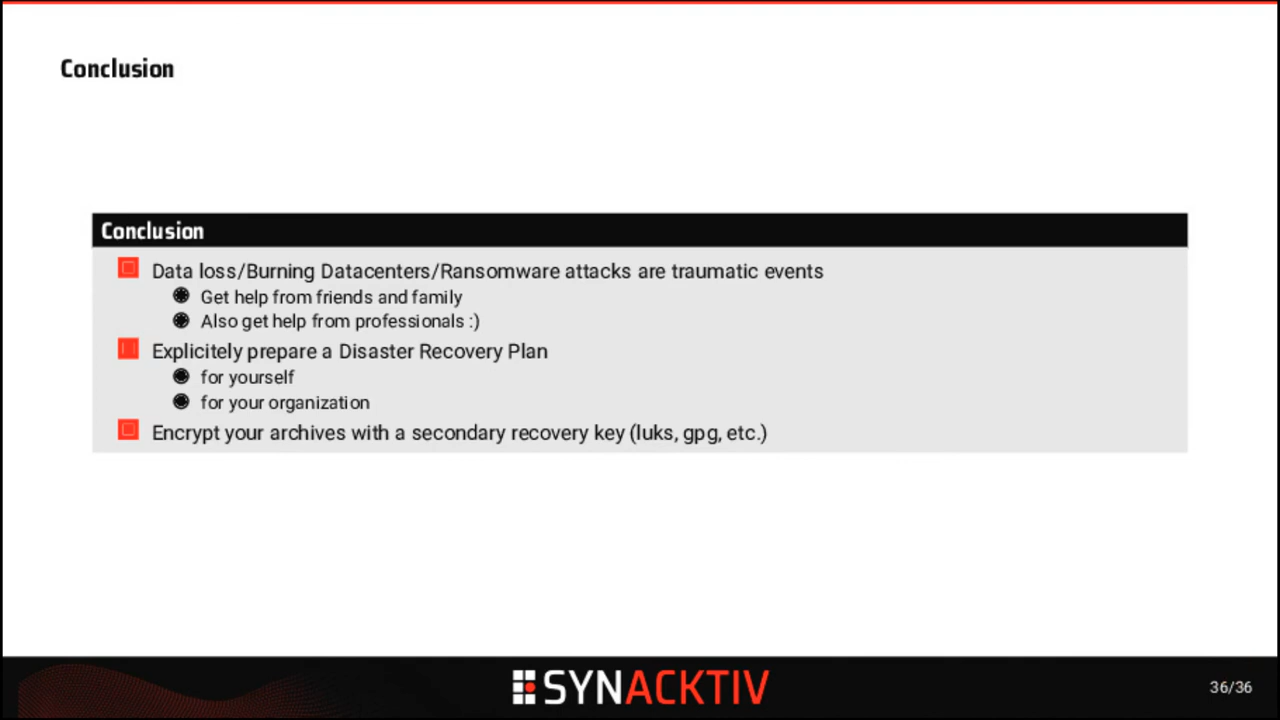 Conclusion
Conclusion
Data loss/Burning Datacenters/Ransomware attacks are traumatic events
Get help from friends and family
Also get help from professionals :)
Explicitely prepare a Disaster Recovery Plan
for yourself
for your organization
Encrypt your archives with a secondary recovery key (luks, gpg, etc.)
SYNACKTIV
36/36